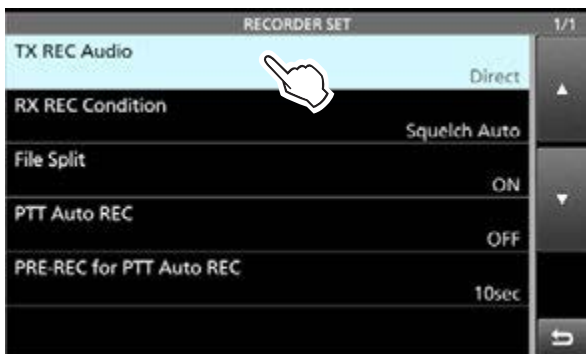 RECORDER SET 1/1
TX REC Audio
Direct
RX REC Condition
Squelch Auto
File Split
ON
PTT Auto REC
OFF
PRE-REC for PTT Auto REC
10sec